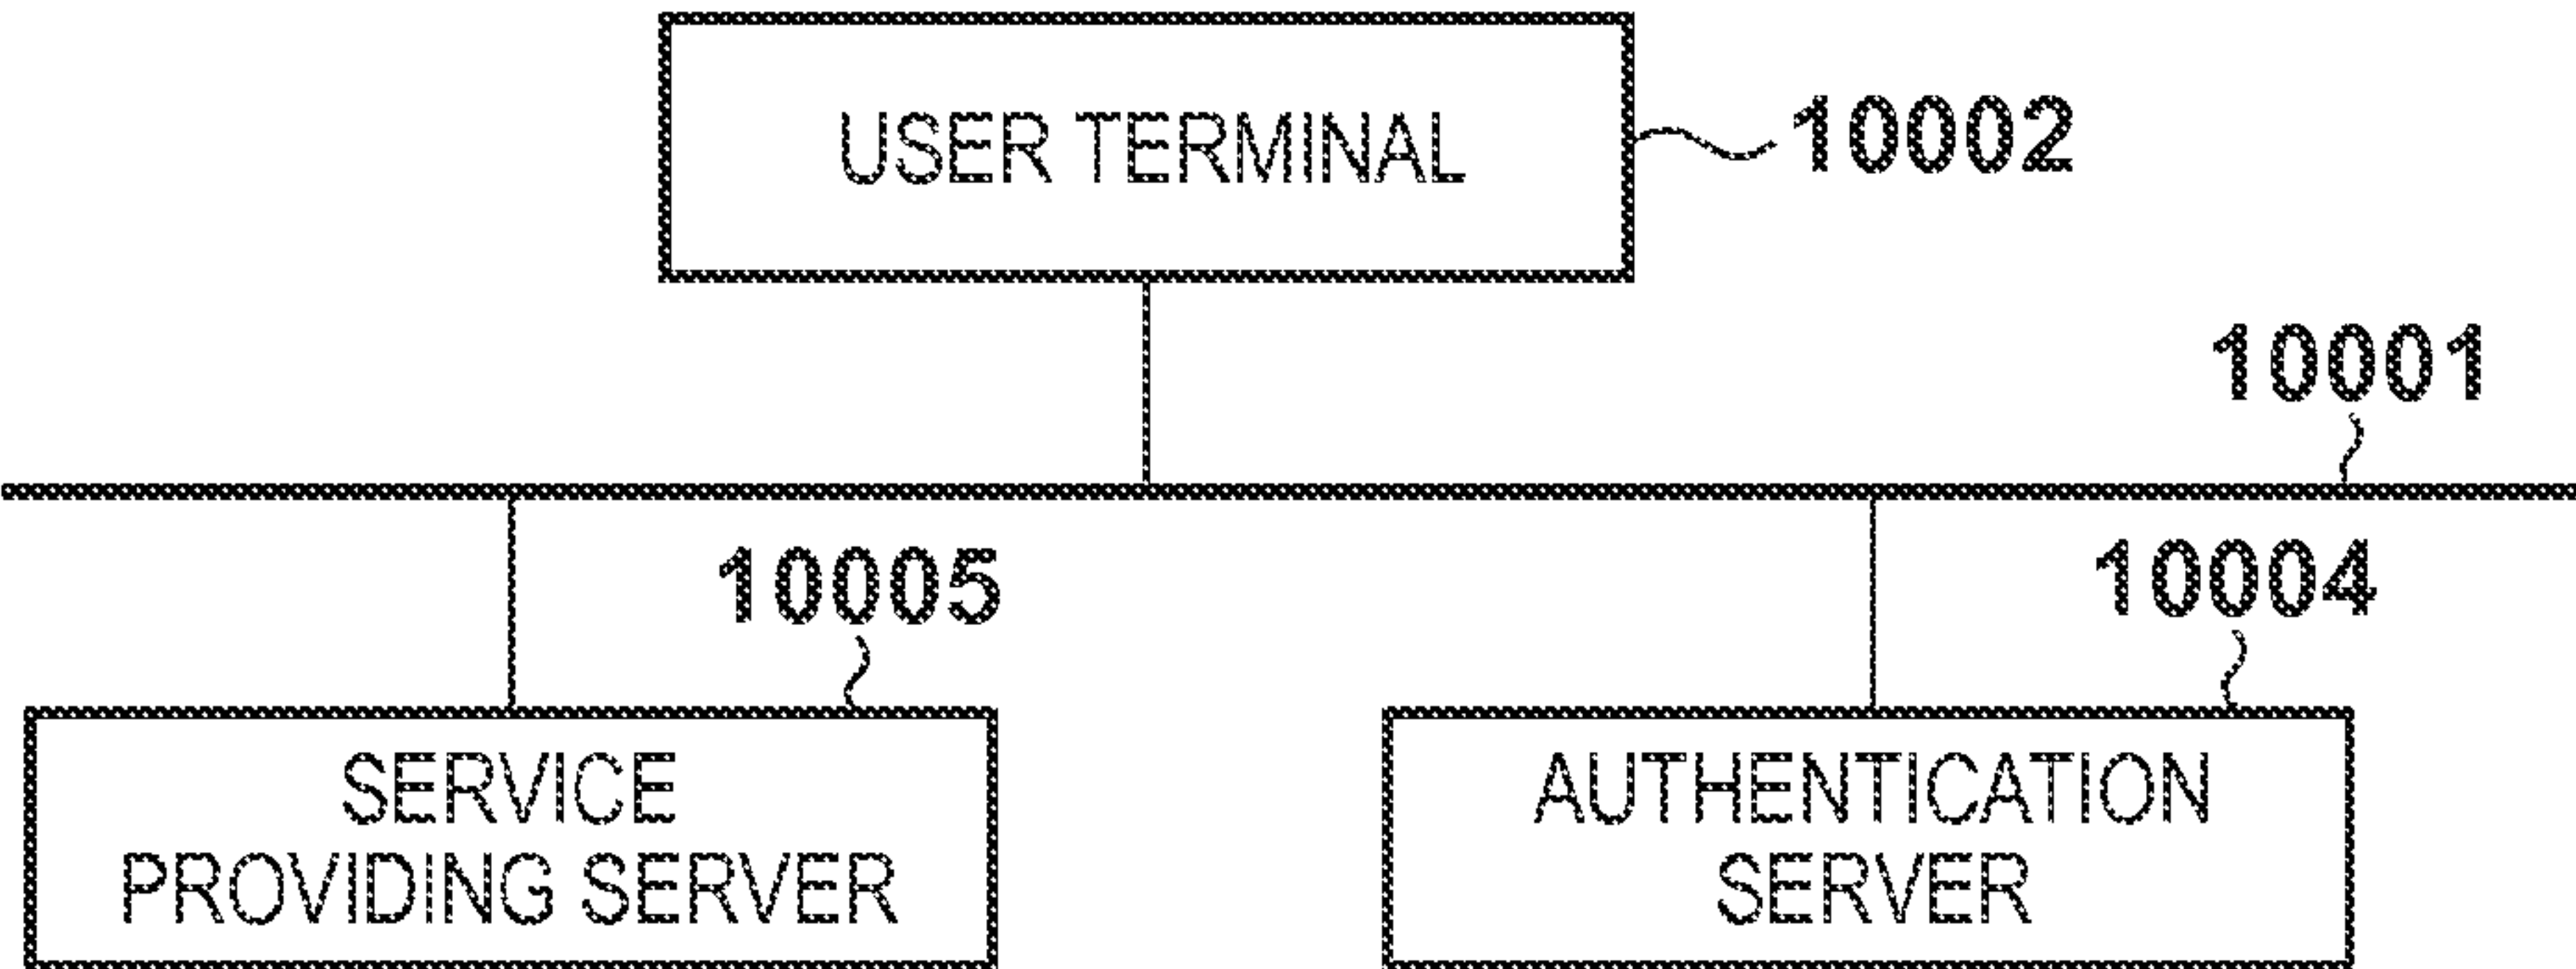 USER TERMINAL
10002
10001
10005
10004
SERVICE
PROVIDING SERVER
AUTHENTICATION
SERVER